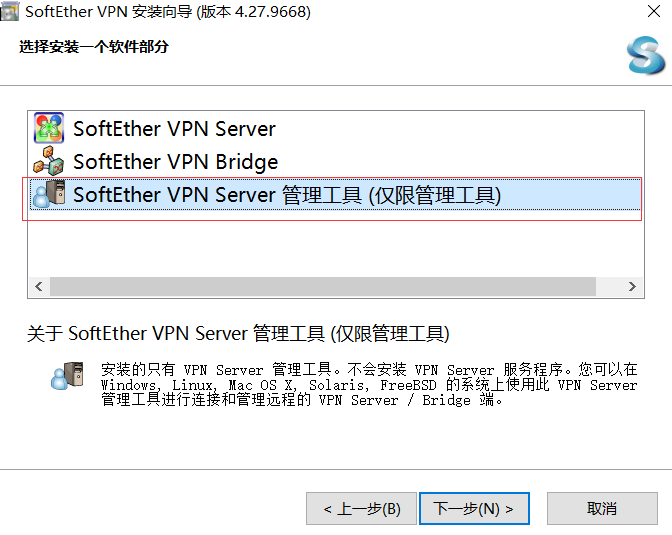 SoftEther VPN 安装向导 (版本 4.27.9668)
选择安装一个软件部分
SoftEther VPN Server
SoftEther VPN Bridge
SoftEther VPN Server 管理工具 (仅限管理工具)
关于 SoftEther VPN Server 管理工具 (仅限管理工具)
安装的只有 VPN Server 管理工具。不会安装 VPN Server 服务程序。您可以在
Windows, Linux, Mac OS X, Solaris, FreeBSD 的系统上使用此 VPN Server
管理工具进行连接和管理远程的 VPN Server / Bridge 端。
< 上一步(B)
下一步(N) >
取消